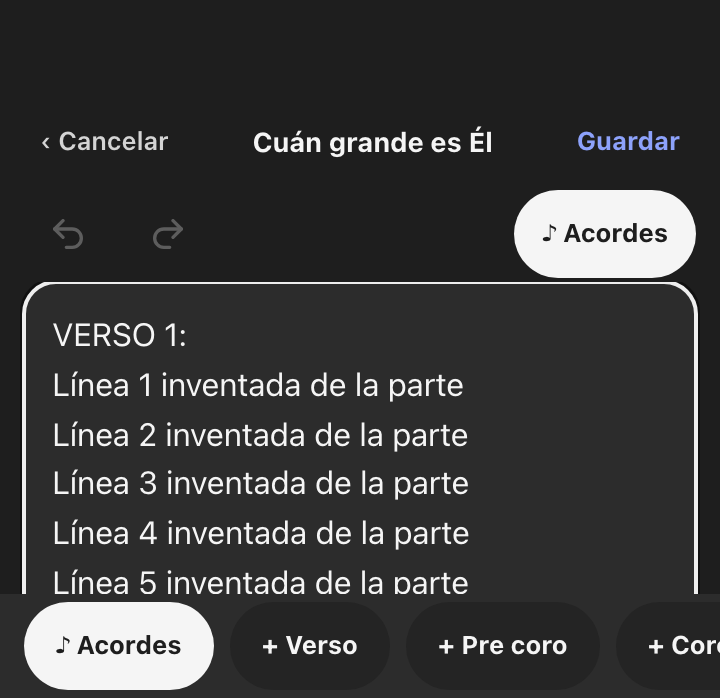 ‹ Cancelar
Cuán grande es Él
Guardar
♪ Acordes
VERSO 1:
Línea 1 inventada de la parte
Línea 2 inventada de la parte
Línea 3 inventada de la parte
Línea 4 inventada de la parte
Línea 5 inventada de la parte
♪ Acordes
+ Verso
+ Pre coro
+ Cor